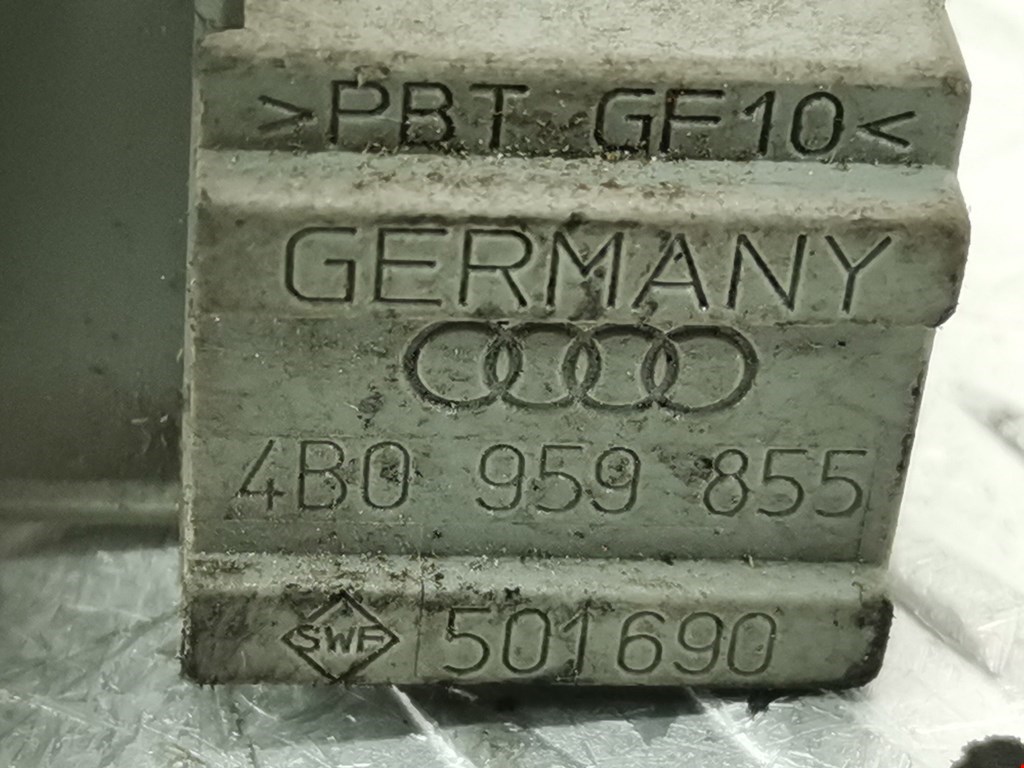 >PBT GF10<
GERMANY
4B0 959 855
SWF 501690